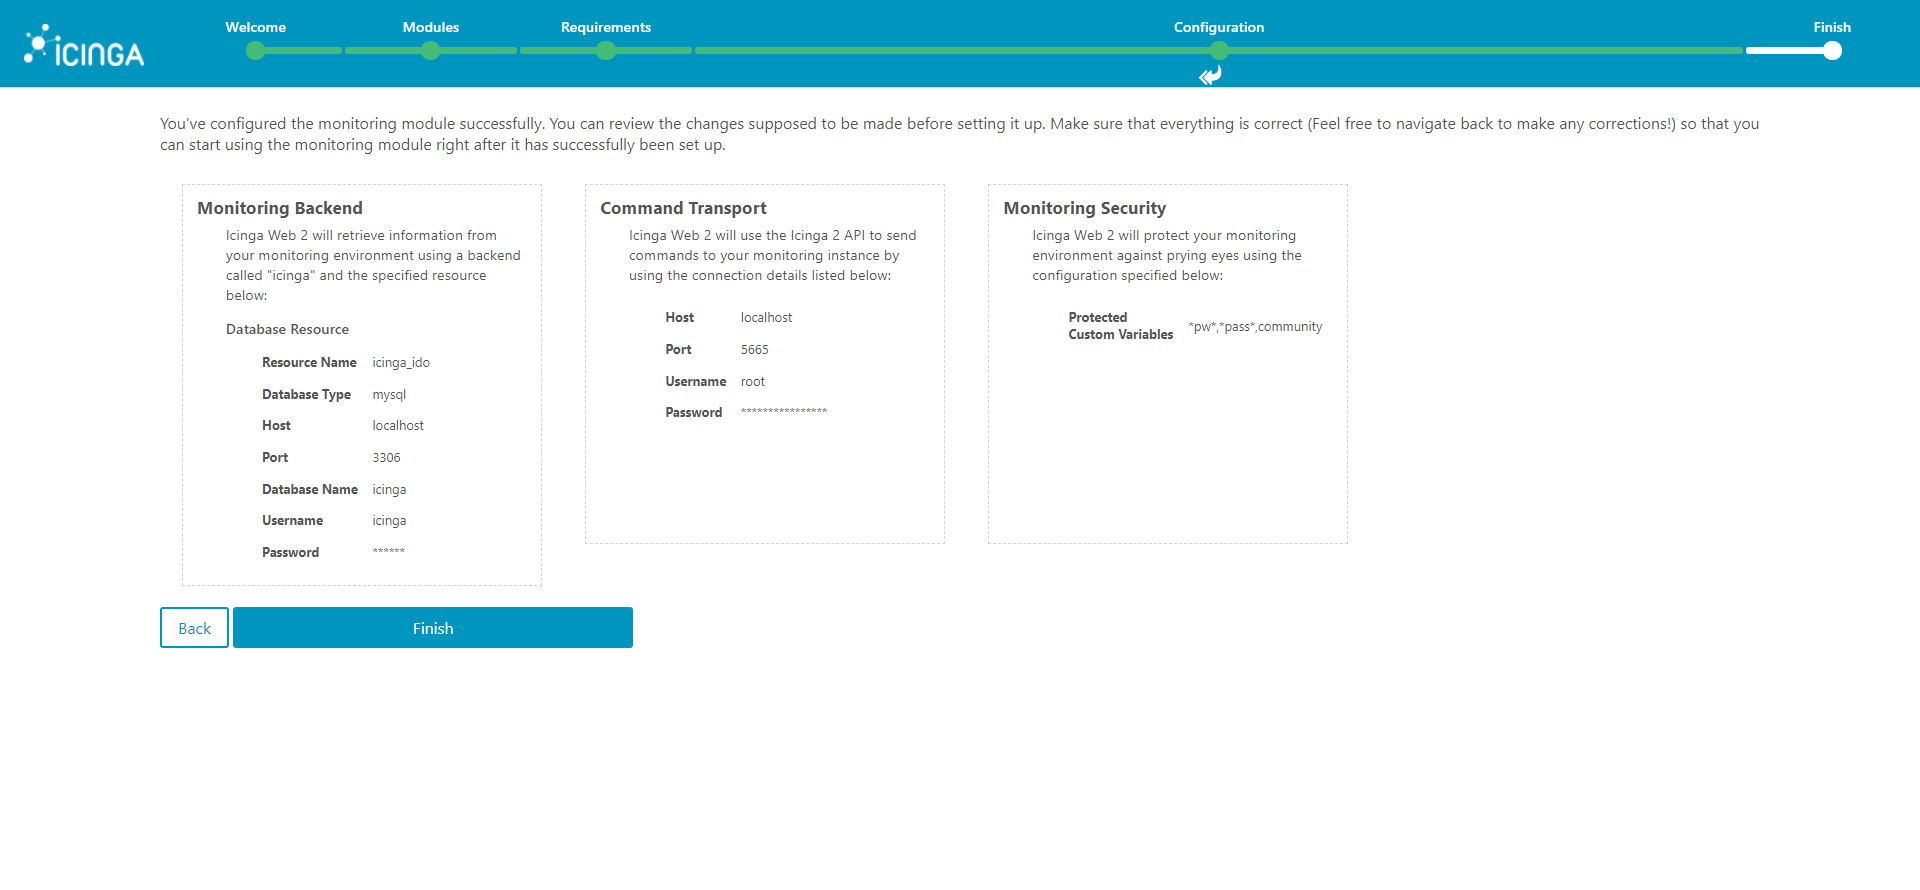 Welcome
Modules
Requirements
Configuration
Finish
ICINGA
You've configured the monitoring module successfully. You can review the changes supposed to be made before setting it up. Make sure that everything is correct (Feel free to navigate back to make any corrections!) so that you
can start using the monitoring module right after it has successfully been set up.
Monitoring Backend
Icinga Web 2 will retrieve information from
your monitoring environment using a backend
called "icinga" and the specified resource
below:
Database Resource
Resource Name icinga_ido
Database Type mysql
Host localhost
Port 3306
Database Name icinga
Username icinga
Password ******
Command Transport
Icinga Web 2 will use the Icinga 2 API to send
commands to your monitoring instance by
using the connection details listed below:
Host localhost
Port 5665
Username root
Password ****************
Monitoring Security
Icinga Web 2 will protect your monitoring
environment against prying eyes using the
configuration specified below:
Protected
Custom Variables *pw*,*pass*,community
Back
Finish